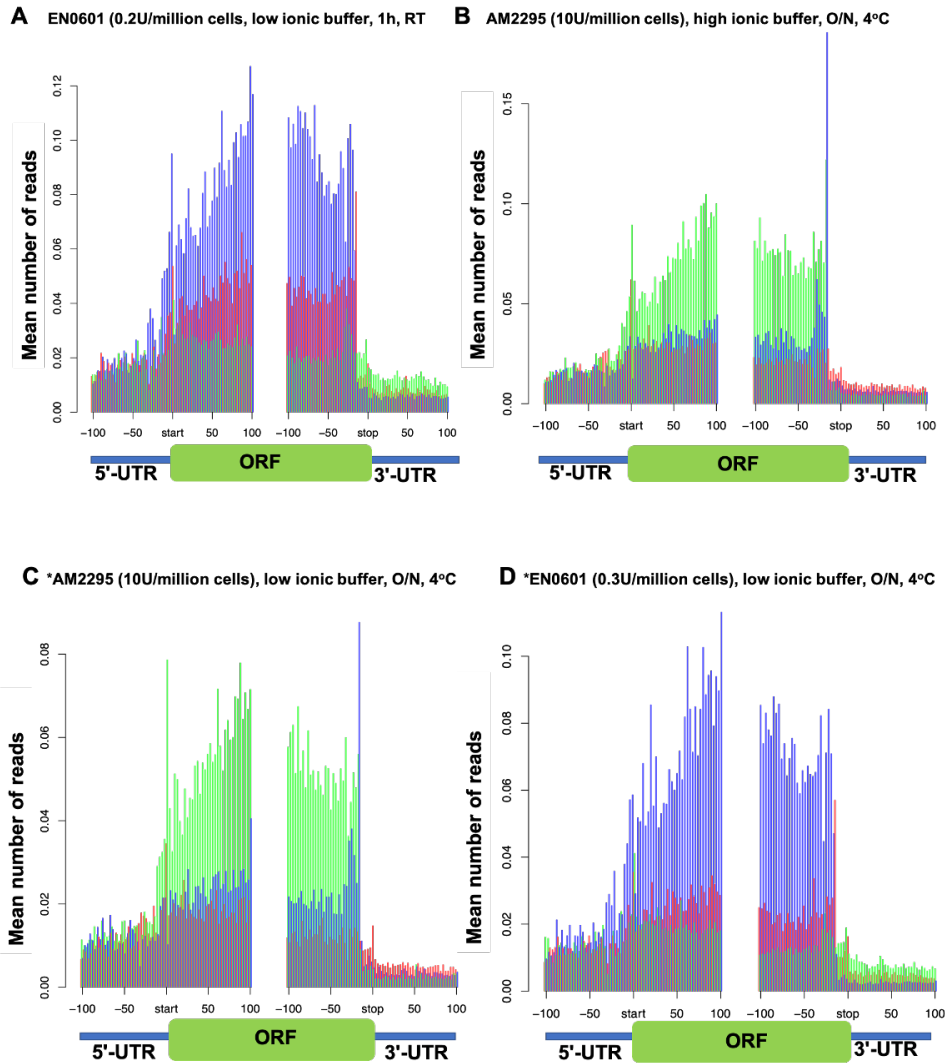 A EN0601 (0.2U/million cells, low ionic buffer, 1h, RT
Mean number of reads
0.12
0.10
0.08
0.06
0.04
0.02
0.00
−100 −50 start 50 100 −100 −50 stop 50 100
5'-UTR ORF 3'-UTR
B AM2295 (10U/million cells), high ionic buffer, O/N, 4ºC
Mean number of reads
0.15
0.10
0.05
0.00
−100 −50 start 50 100 −100 −50 stop 50 100
5'-UTR ORF 3'-UTR
C *AM2295 (10U/million cells), low ionic buffer, O/N, 4ºC
Mean number of reads
0.08
0.06
0.04
0.02
0.00
−100 −50 start 50 100 −100 −50 stop 50 100
5'-UTR ORF 3'-UTR
D *EN0601 (0.3U/million cells), low ionic buffer, O/N, 4ºC
Mean number of reads
0.10
0.08
0.06
0.04
0.02
0.00
−100 −50 start 50 100 −100 −50 stop 50 100
5'-UTR ORF 3'-UTR